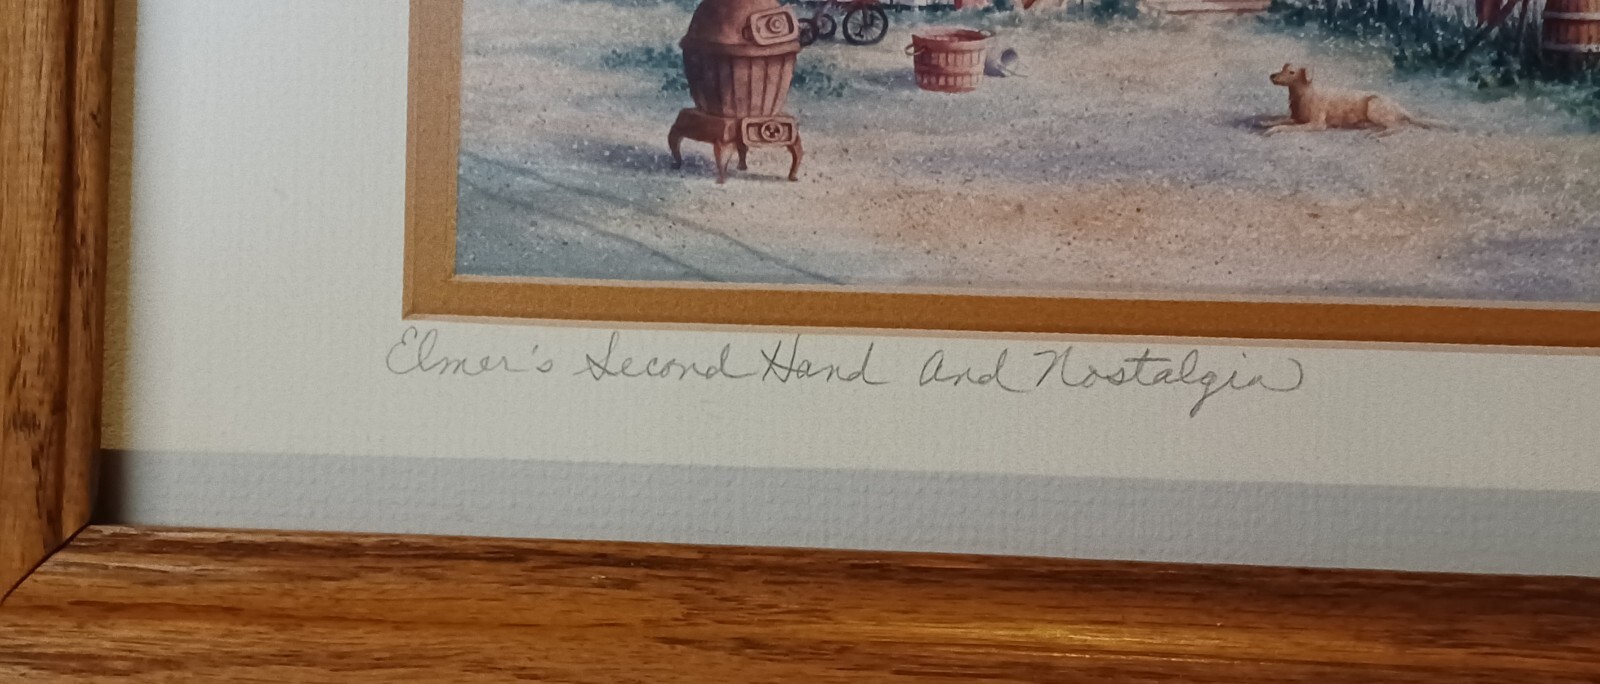 Elmer's Second Hand And Nostalgia